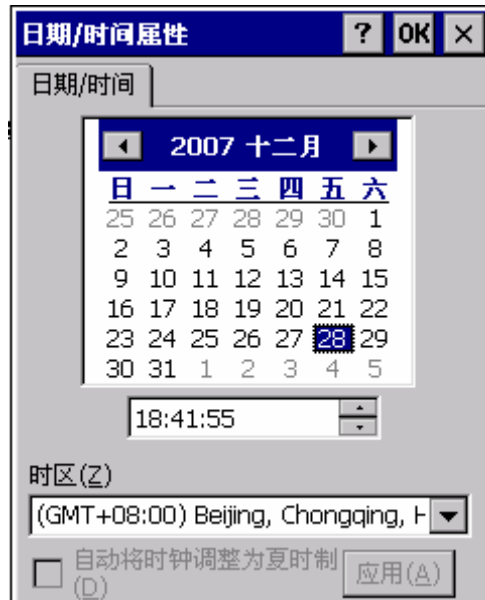 日期/时间属性 ? OK ×
日期/时间
2007 十二月
日 一 二 三 四 五 六
25 26 27 28 29 30 1
2 3 4 5 6 7 8
9 10 11 12 13 14 15
16 17 18 19 20 21 22
23 24 25 26 27 28 29
30 31 1 2 3 4 5
18:41:55
时区(Z)
(GMT+08:00) Beijing, Chongqing, H
自动将时钟调整为夏时制
(D)
应用(A)